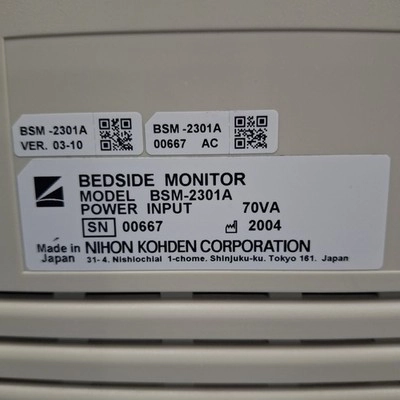 BSM -2301A
VER. 03-10
BSM -2301A
00667 AC
BEDSIDE MONITOR
MODEL BSM-2301A
POWER INPUT 70VA
SN 00667 2004
Made in Japan
NIHON KOHDEN CORPORATION
31- 4. Nishiochial 1-chome. Shinjuku-ku. Tokyo 161. Japan